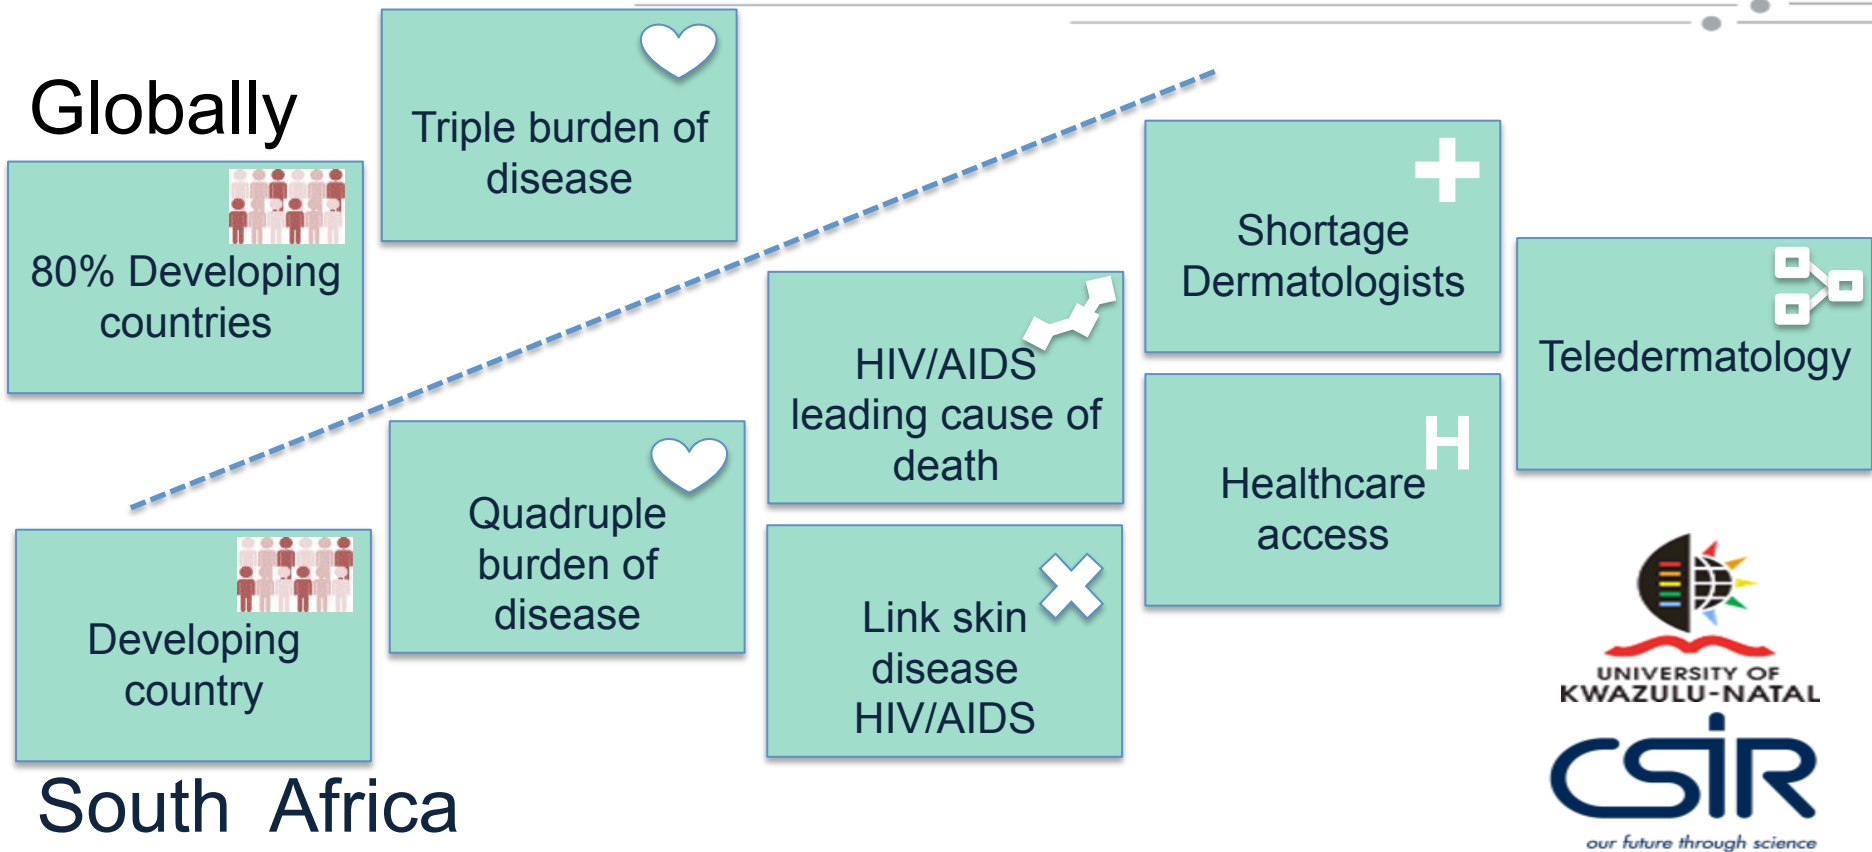 Globally
80% Developing
countries
Triple burden of
disease
Developing
country
South Africa
Quadruple
burden of
disease
HIV/AIDS
leading cause of
death
Link skin
disease
HIV/AIDS
Shortage
Dermatologists
H
Healthcare
access
Teledermatology
UNIVERSITY OF
KWAZULU-NATAL
CSIR
our future through science